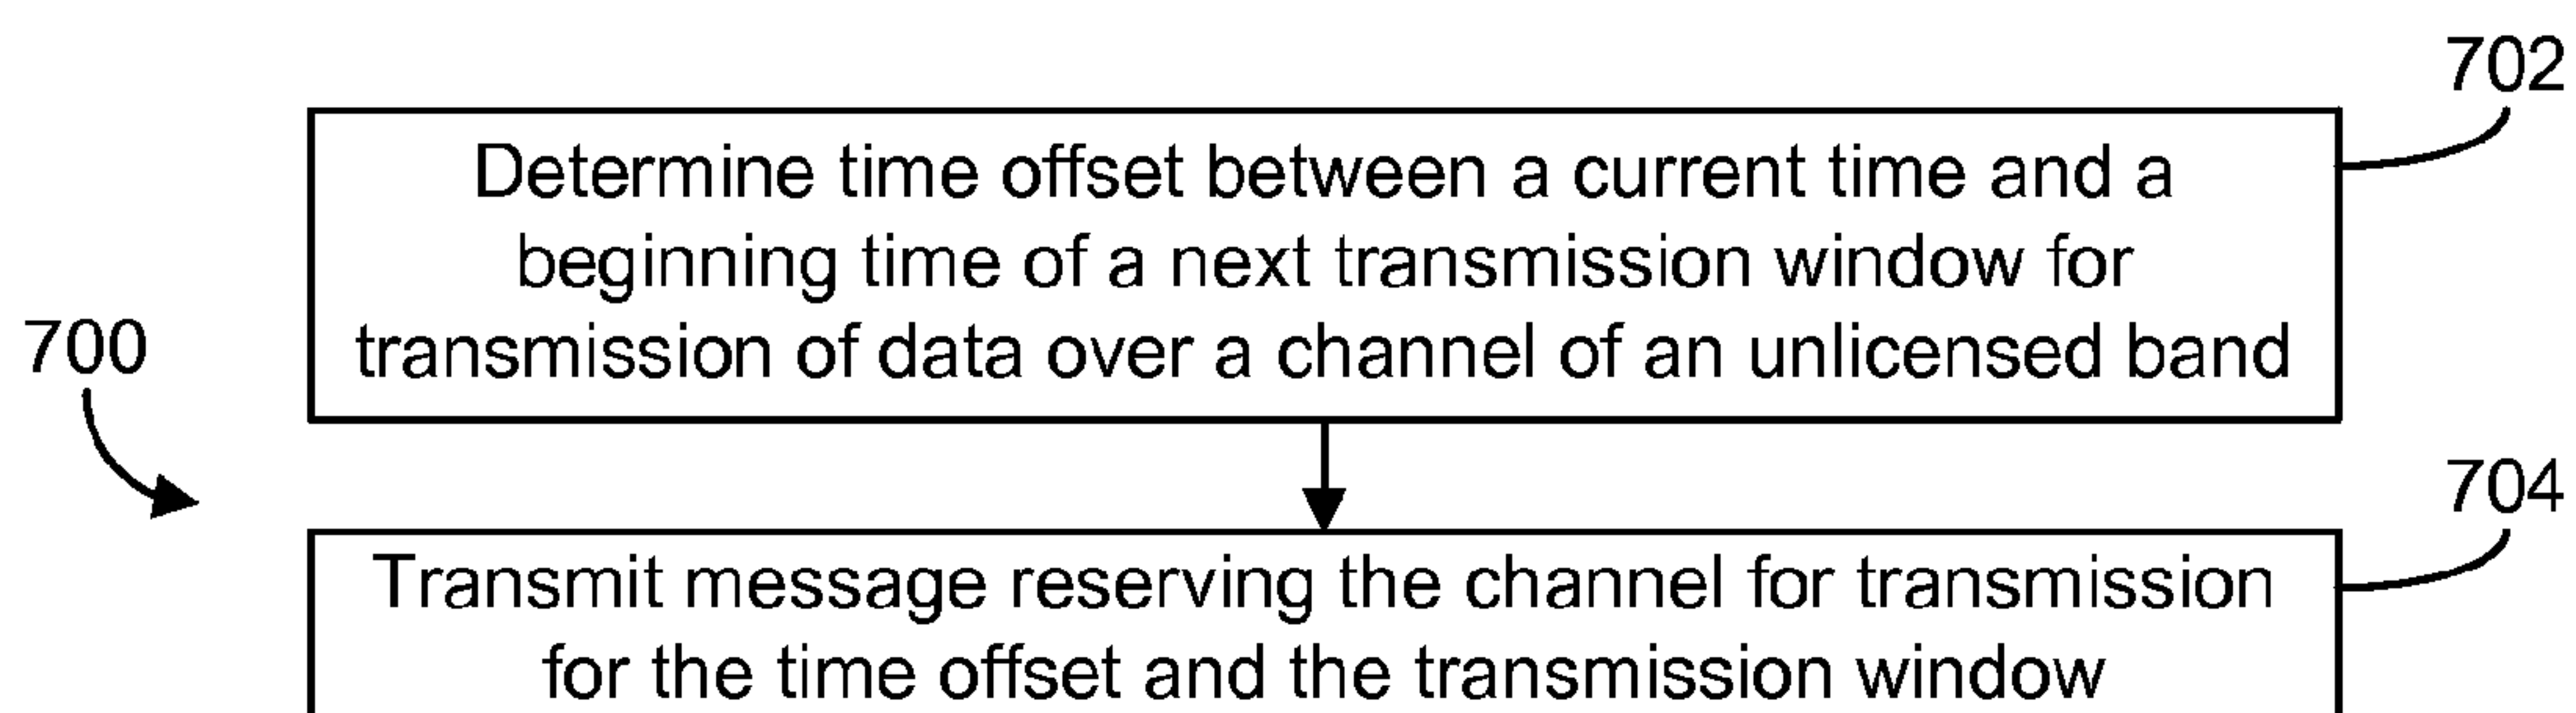 702
Determine time offset between a current time and a
beginning time of a next transmission window for
transmission of data over a channel of an unlicensed band
700
704
Transmit message reserving the channel for transmission
for the time offset and the transmission window